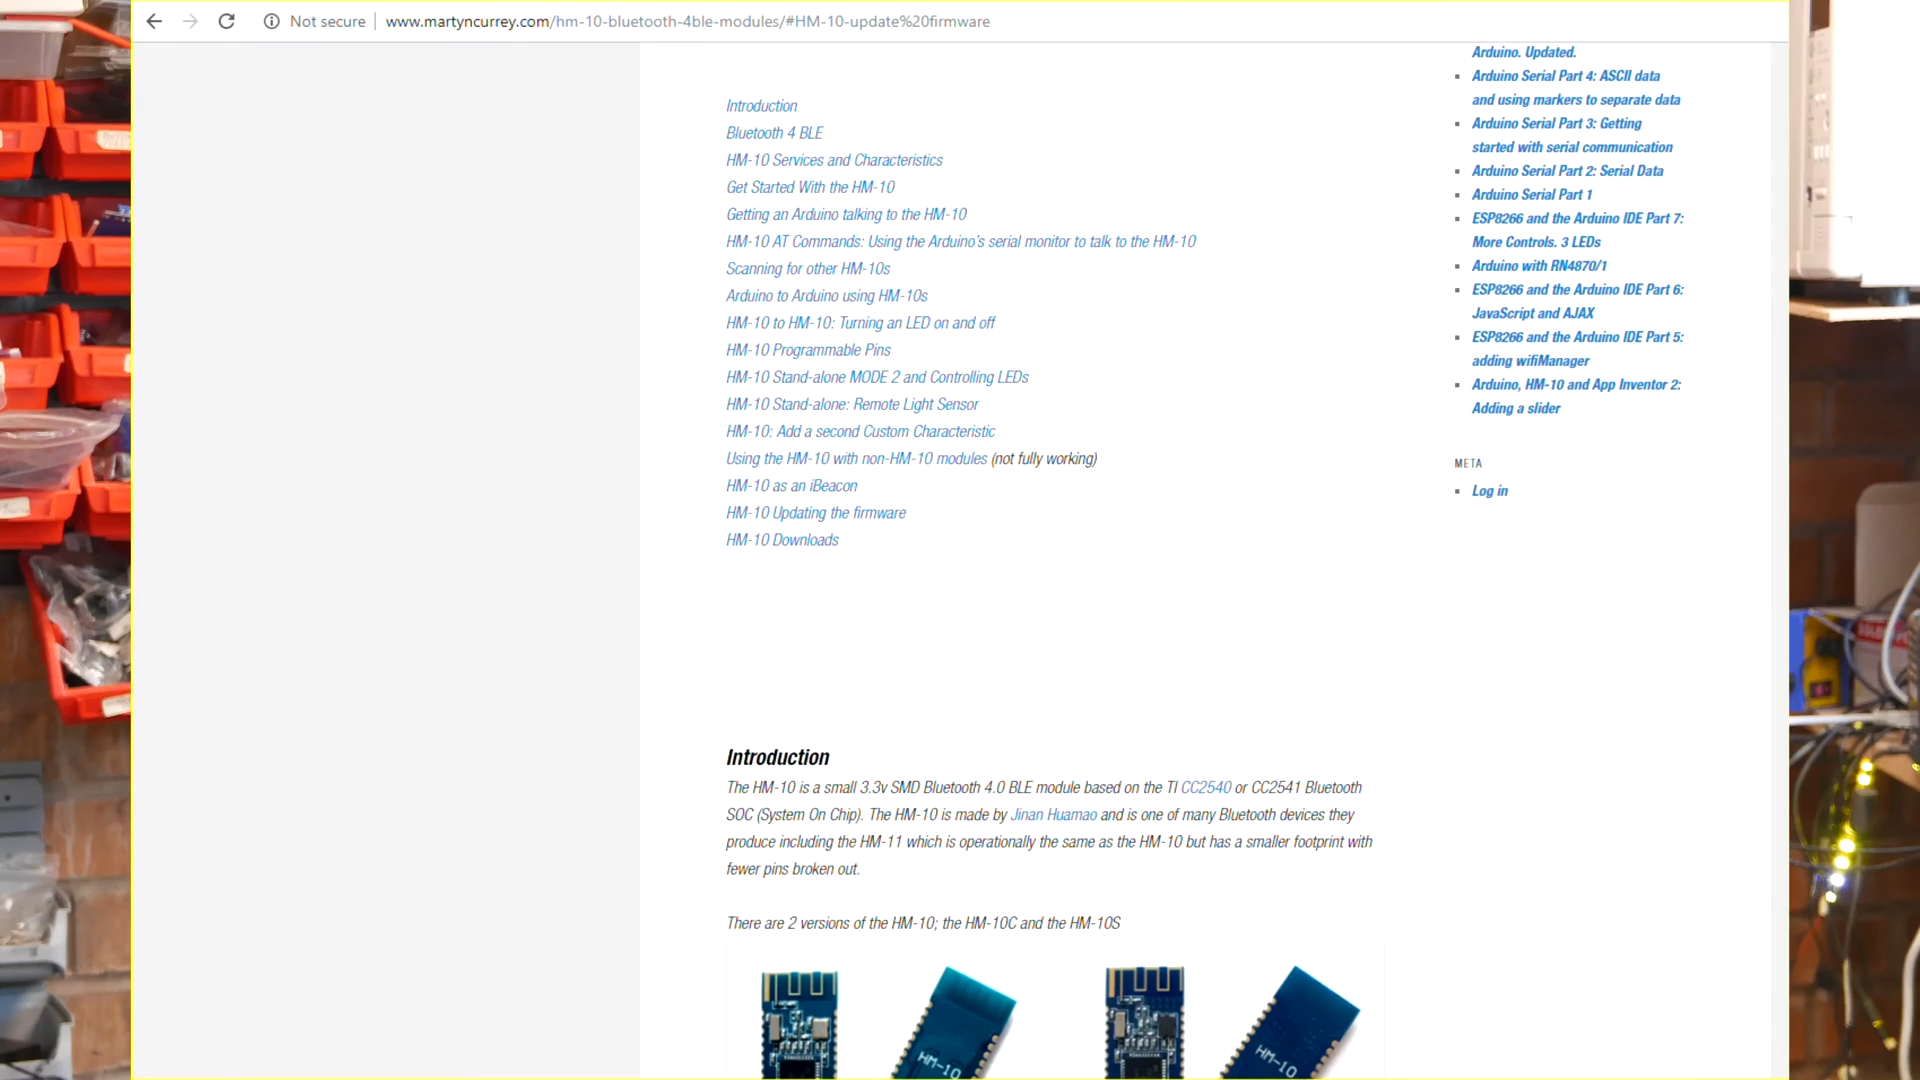 Not secure | www.martyncurrey.com/hm-10-bluetooth-4ble-modules/#HM-10-update%20firmware
Introduction
Bluetooth 4 BLE
HM-10 Services and Characteristics
Get Started With the HM-10
Getting an Arduino talking to the HM-10
HM-10 AT Commands: Using the Arduino's serial monitor to talk to the HM-10
Scanning for other HM-10s
Arduino to Arduino using HM-10s
HM-10 to HM-10: Turning an LED on and off
HM-10 Programmable Pins
HM-10 Stand-alone MODE 2 and Controlling LEDs
HM-10 Stand-alone: Remote Light Sensor
HM-10: Add a second Custom Characteristic
Using the HM-10 with non-HM-10 modules (not fully working)
HM-10 as an iBeacon
HM-10 Updating the firmware
HM-10 Downloads
Introduction
The HM-10 is a small 3.3v SMD Bluetooth 4.0 BLE module based on the TI CC2540 or CC2541 Bluetooth
SOC (System On Chip). The HM-10 is made by Jinan Huamao and is one of many Bluetooth devices they
produce including the HM-11 which is operationally the same as the HM-10 but has a smaller footprint with
fewer pins broken out.
There are 2 versions of the HM-10; the HM-10C and the HM-10S
HM-10
HM-10
Arduino. Updated.
Arduino Serial Part 4: ASCII data
and using markers to separate data
Arduino Serial Part 3: Getting
started with serial communication
Arduino Serial Part 2: Serial Data
Arduino Serial Part 1
ESP8266 and the Arduino IDE Part 7:
More Controls. 3 LEDs
Arduino with RN4870/1
ESP8266 and the Arduino IDE Part 6:
JavaScript and AJAX
ESP8266 and the Arduino IDE Part 5:
adding wifiManager
Arduino, HM-10 and App Inventor 2:
Adding a slider
META
Log in